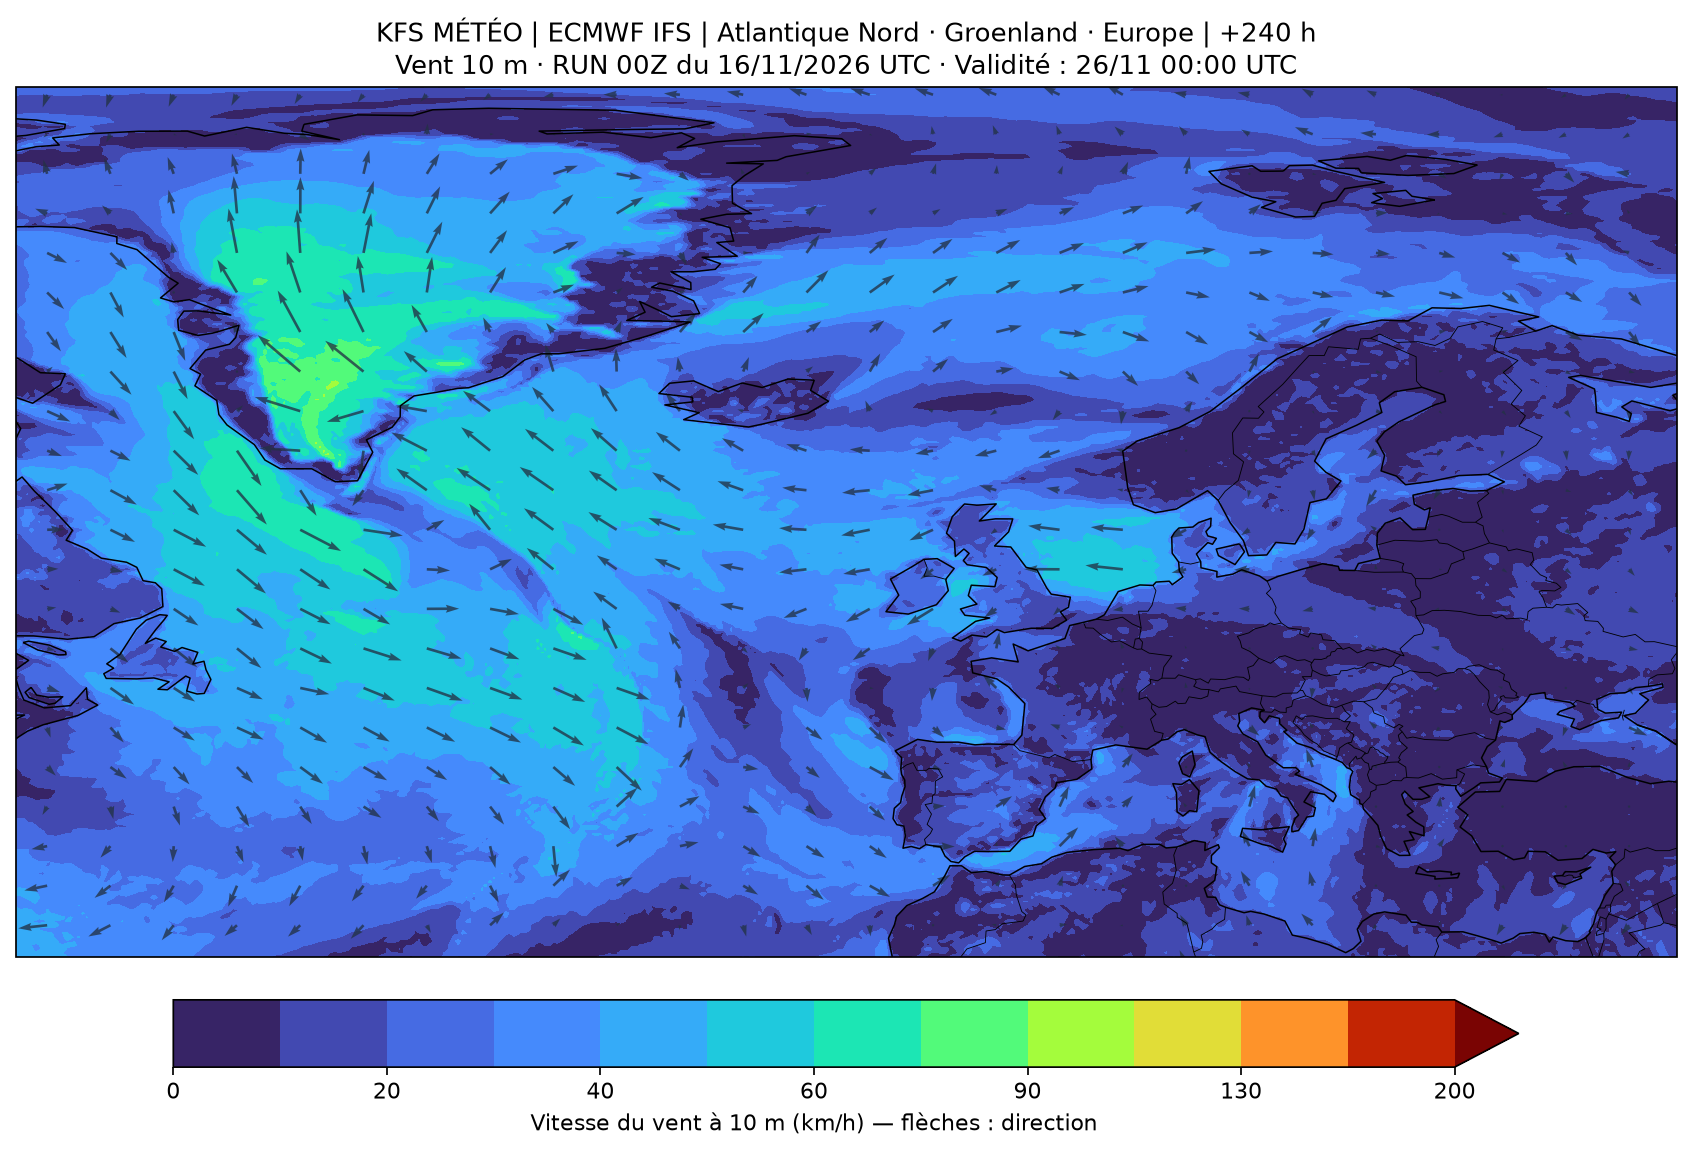 KFS MÉTÉO | ECMWF IFS | Atlantique Nord · Groenland · Europe | +240 h
Vent 10 m · RUN 00Z du 16/11/2026 UTC · Validité : 26/11 00:00 UTC
0 20 40 60 90 130 200
Vitesse du vent à 10 m (km/h) — flèches : direction